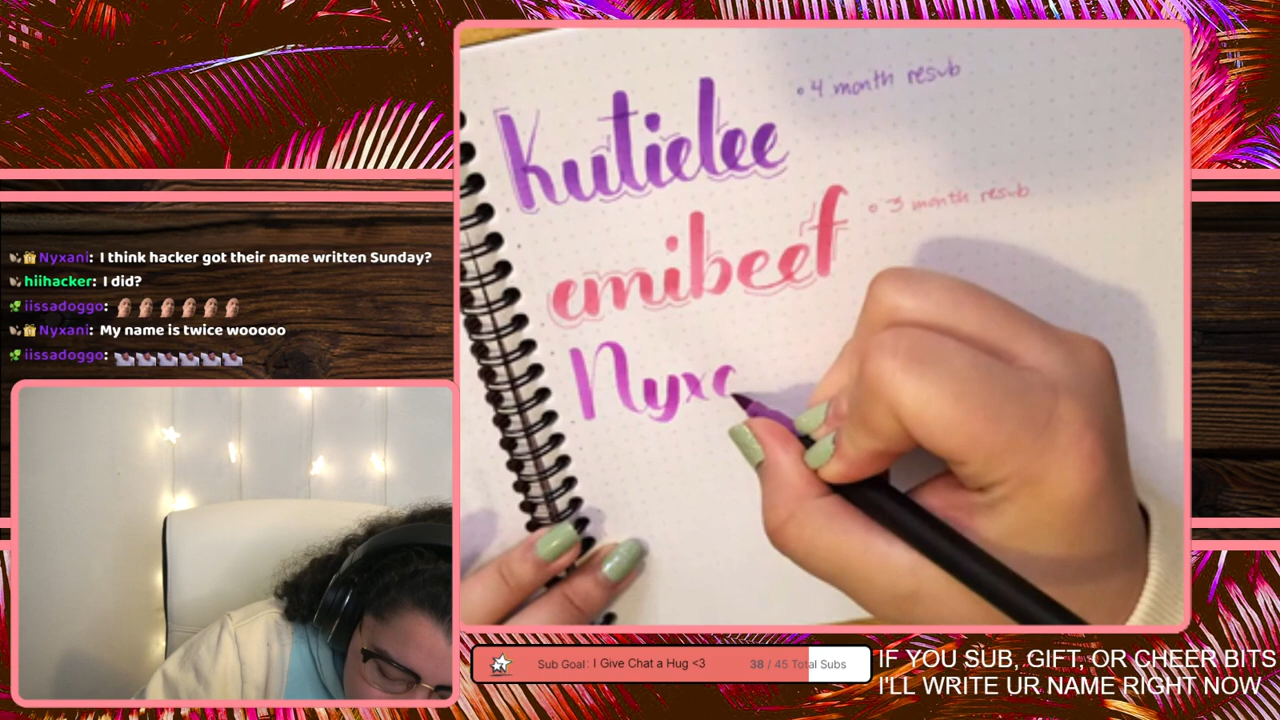 Kutielee
• 4 month resub
emibeef
• 3 month resub
Nyxa
Nyxani: I think hacker got their name written Sunday?
hiihacker: I did?
iissadoggo:
Nyxani: My name is twice wooooo
iissadoggo:
Sub Goal: I Give Chat a Hug <3 38 / 45 Total Subs
IF YOU SUB, GIFT, OR CHEER BITS
I'LL WRITE UR NAME RIGHT NOW